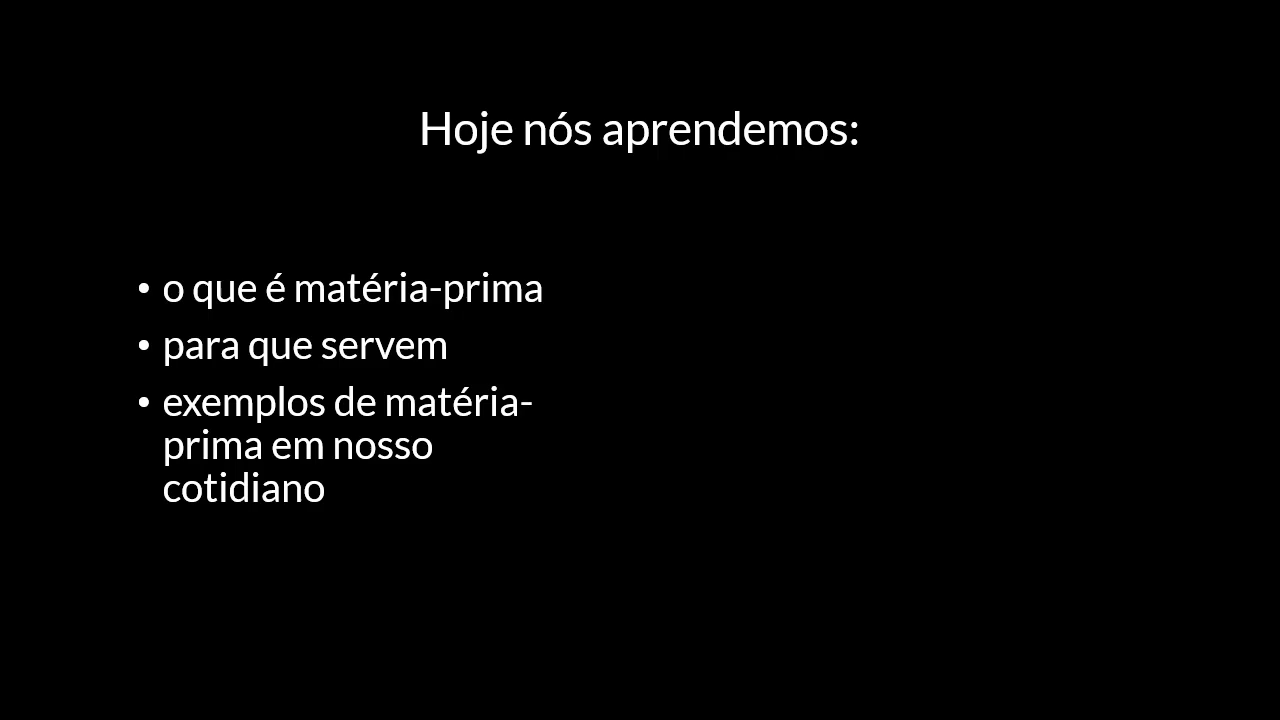 Hoje nós aprendemos:
• o que é matéria-prima
• para que servem
• exemplos de matéria-
prima em nosso
cotidiano